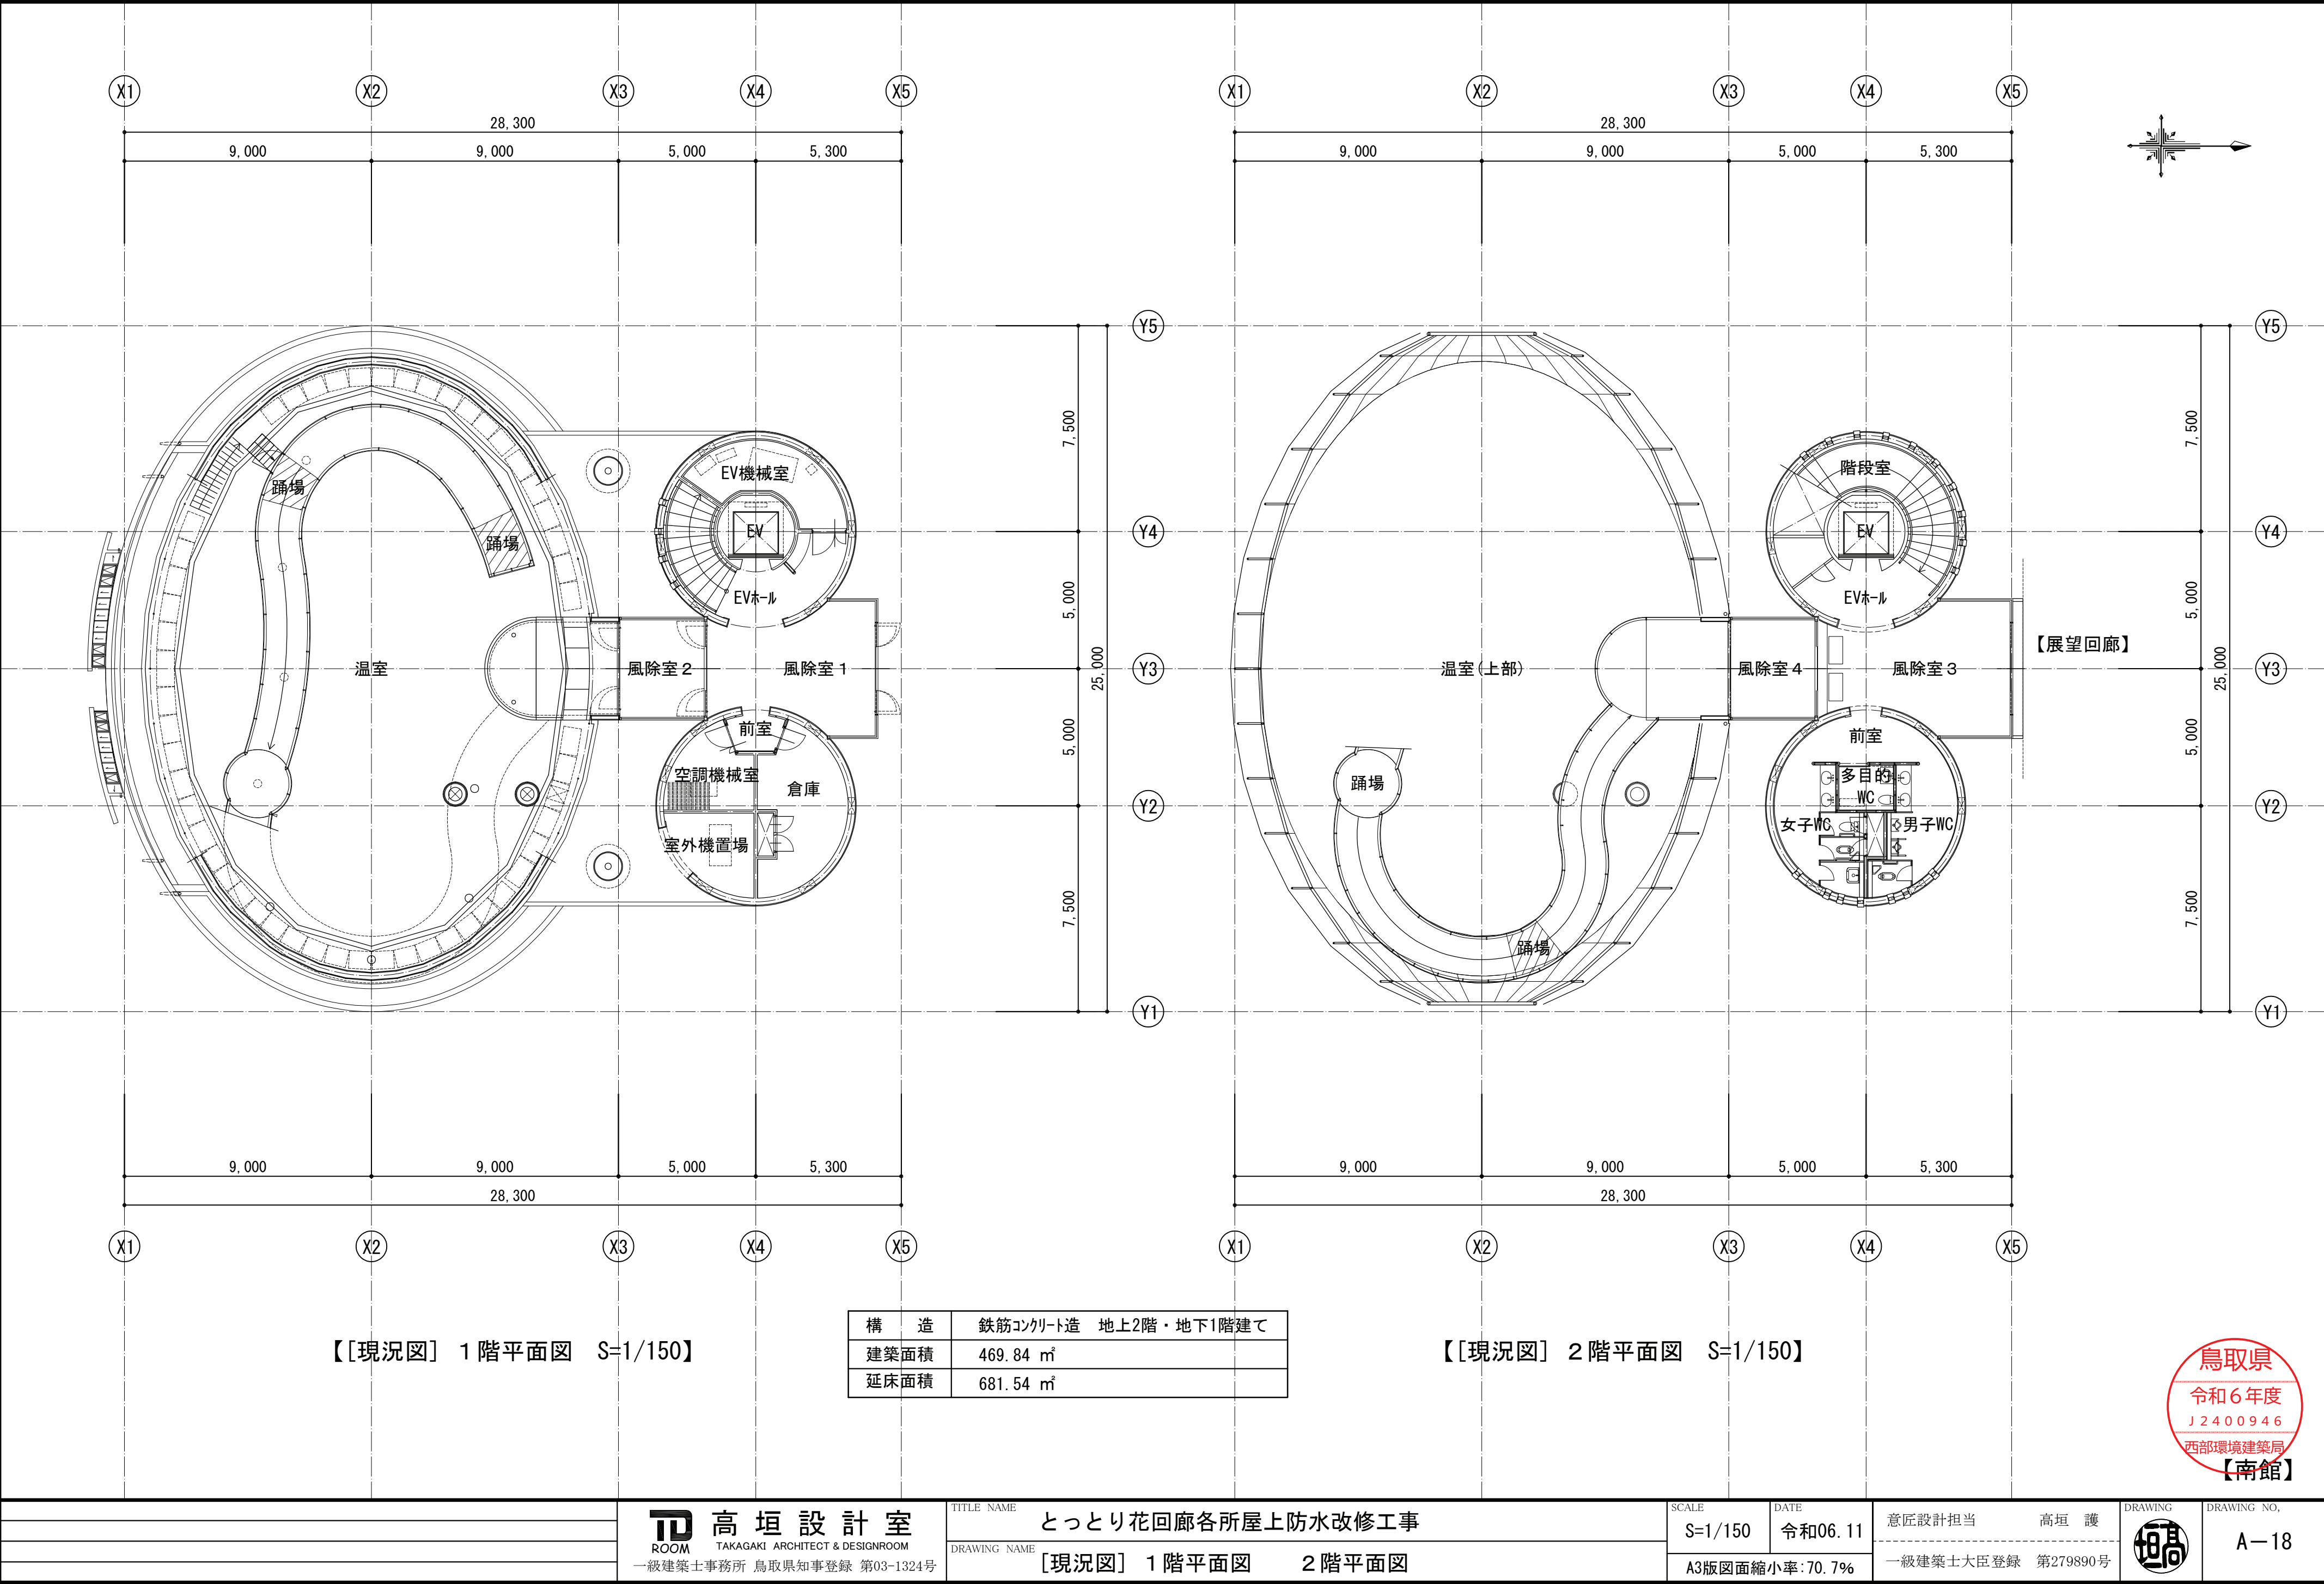 X1 X2 X3 X4 X5 X1 X2 X3 X4 X5
28,300 28,300
9,000 9,000 5,000 5,300 9,000 9,000 5,000 5,300
Y5 Y5
7,500 7,500
EV機械室 階段室
踊場
EV Y4 EV Y4
踊場
EVホール 5,000 EVホール 5,000
【展望回廊】
温室 風除室2 風除室1 25,000 Y3 温室(上部) 風除室4 風除室3 25,000 Y3
前室 5,000 前室 5,000
空調機械室 踊場 多目的
倉庫 WC
Y2 Y2
室外機置場 女子WC 男子WC
7,500 7,500
踊場
Y1 Y1
9,000 9,000 5,000 5,300 9,000 9,000 5,000 5,300
28,300 28,300
X1 X2 X3 X4 X5 X1 X2 X3 X4 X5
【[現況図] 1階平面図 S=1/150】
構 造 鉄筋コンクリート造 地上2階・地下1階建て
建築面積 469.84 ㎡
延床面積 681.54 ㎡
【[現況図] 2階平面図 S=1/150】
鳥取県
令和6年度
J2400946
西部環境建築局
【南館】
TD
ROOM
高垣設計室
TAKAGAKI ARCHITECT & DESIGNROOM
一級建築士事務所 鳥取県知事登録 第03-1324号
TITLE NAME
とっとり花回廊各所屋上防水改修工事
DRAWING NAME
[現況図] 1階平面図 2階平面図
SCALE
S=1/150
DATE
令和06.11
A3版図面縮小率:70.7%
意匠設計担当 高垣 護
一級建築士大臣登録 第279890号
DRAWING
高垣
DRAWING NO,
A-18